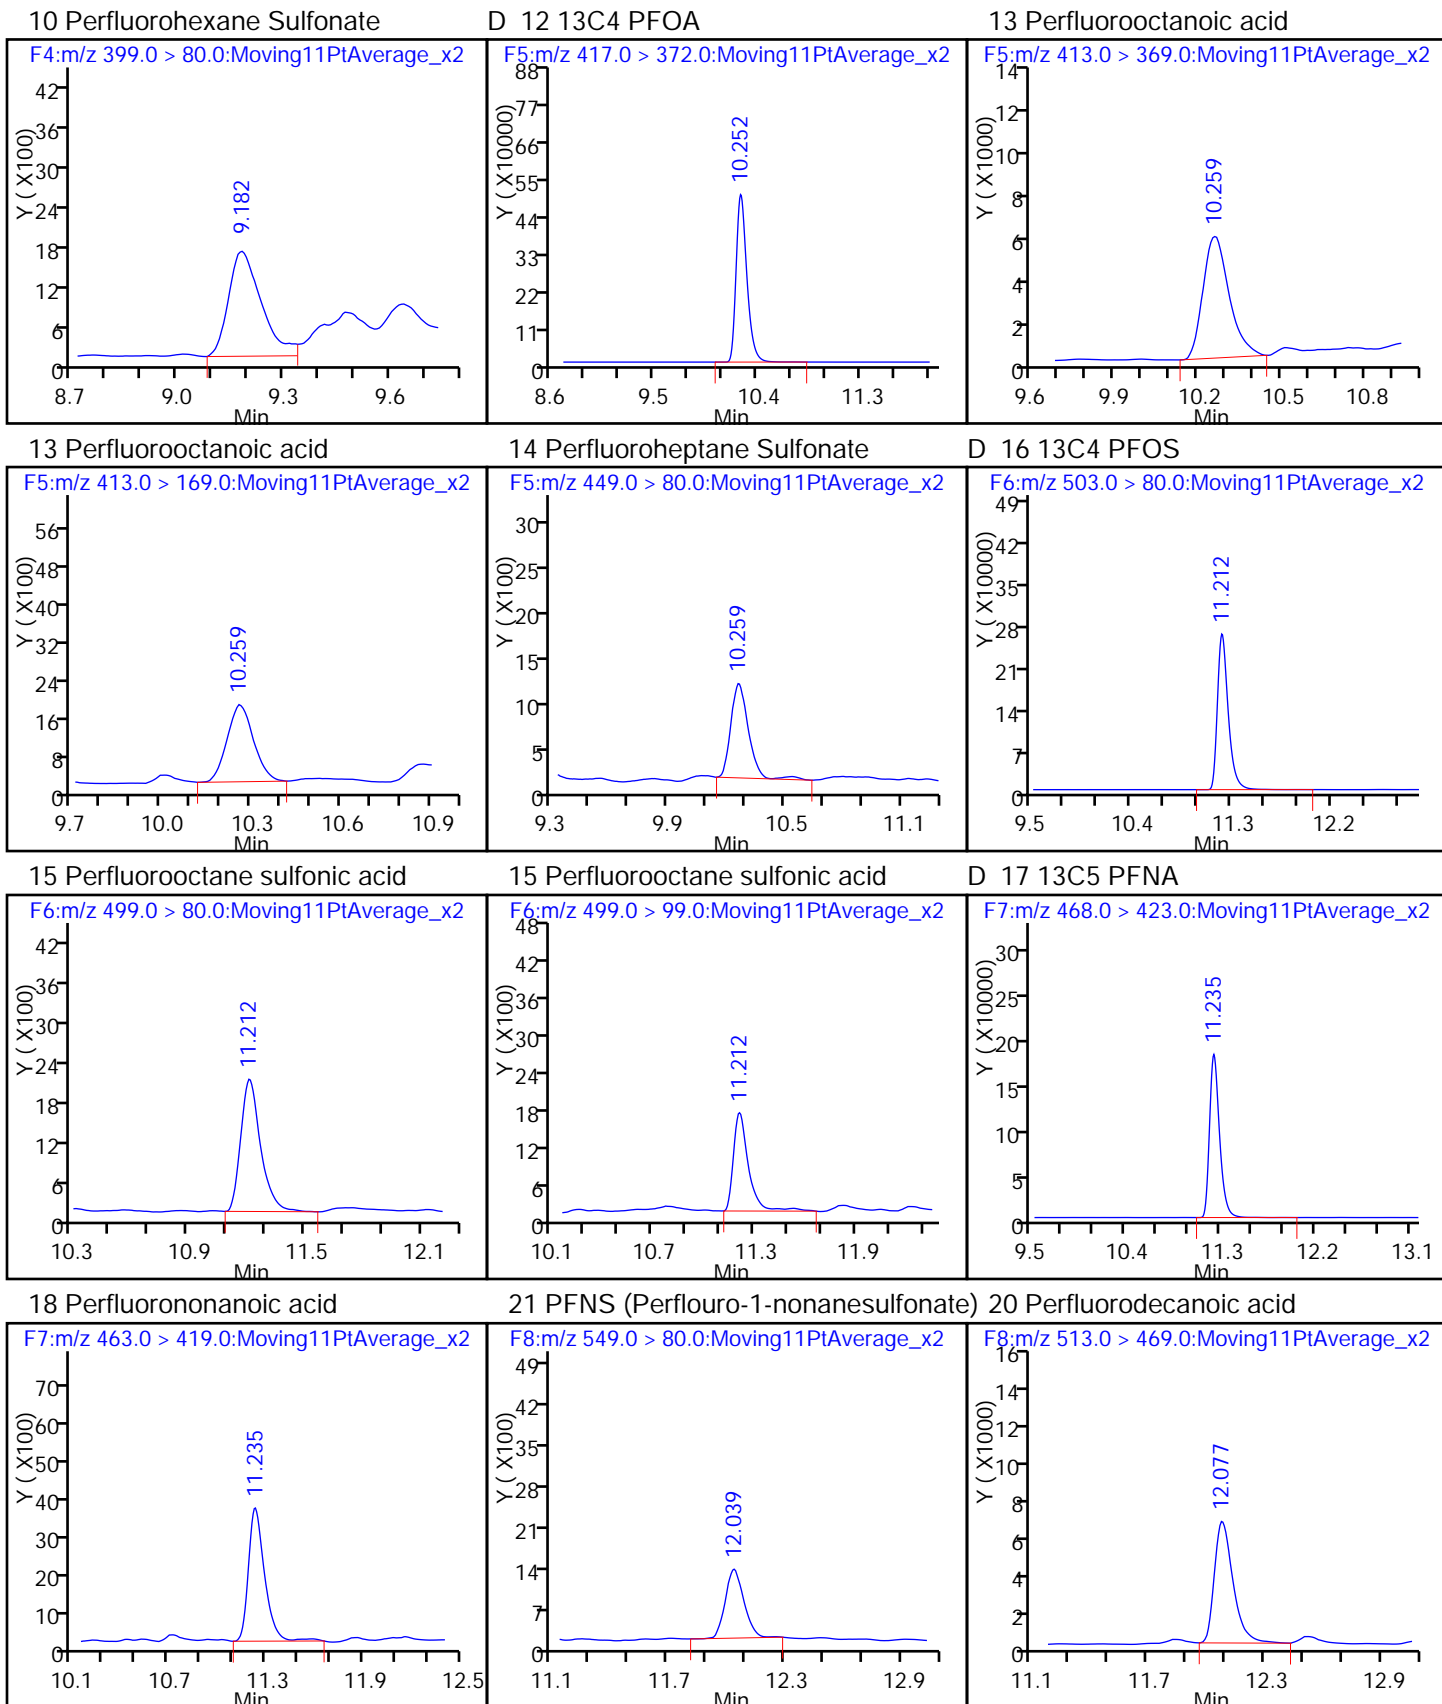 10 Perfluorohexane Sulfonate
F4:m/z 399.0 > 80.0:Moving11PtAverage_x2
Y ( X100)
42
36
30
24
18
12
6
0
9.182
8.7 9.0 9.3 9.6
Min
D 12 13C4 PFOA
F5:m/z 417.0 > 372.0:Moving11PtAverage_x2
Y ( X10000)
88
77
66
55
44
33
22
11
0
10.252
8.6 9.5 10.4 11.3
Min
13 Perfluorooctanoic acid
F5:m/z 413.0 > 369.0:Moving11PtAverage_x2
Y ( X1000)
14
12
10
8
6
4
2
0
10.259
9.6 9.9 10.2 10.5 10.8
Min
13 Perfluorooctanoic acid
F5:m/z 413.0 > 169.0:Moving11PtAverage_x2
Y ( X100)
56
48
40
32
24
16
8
0
10.259
9.7 10.0 10.3 10.6 10.9
Min
14 Perfluoroheptane Sulfonate
F5:m/z 449.0 > 80.0:Moving11PtAverage_x2
Y ( X100)
30
25
20
15
10
5
0
10.259
9.3 9.9 10.5 11.1
Min
D 16 13C4 PFOS
F6:m/z 503.0 > 80.0:Moving11PtAverage_x2
Y ( X10000)
49
42
35
28
21
14
7
0
11.212
9.5 10.4 11.3 12.2
Min
15 Perfluorooctane sulfonic acid
F6:m/z 499.0 > 80.0:Moving11PtAverage_x2
Y ( X100)
42
36
30
24
18
12
6
0
11.212
10.3 10.9 11.5 12.1
Min
15 Perfluorooctane sulfonic acid
F6:m/z 499.0 > 99.0:Moving11PtAverage_x2
Y ( X100)
48
42
36
30
24
18
12
6
0
11.212
10.1 10.7 11.3 11.9
Min
D 17 13C5 PFNA
F7:m/z 468.0 > 423.0:Moving11PtAverage_x2
Y ( X10000)
30
25
20
15
10
5
0
11.235
9.5 10.4 11.3 12.2 13.1
Min
18 Perfluorononanoic acid
F7:m/z 463.0 > 419.0:Moving11PtAverage_x2
Y ( X100)
70
60
50
40
30
20
10
0
11.235
10.1 10.7 11.3 11.9 12.5
Min
21 PFNS (Perflouro-1-nonanesulfonate)
F8:m/z 549.0 > 80.0:Moving11PtAverage_x2
Y ( X100)
49
42
35
28
21
14
7
0
12.039
11.1 11.7 12.3 12.9
Min
20 Perfluorodecanoic acid
F8:m/z 513.0 > 469.0:Moving11PtAverage_x2
Y ( X1000)
16
14
12
10
8
6
4
2
0
12.077
11.1 11.7 12.3 12.9
Min